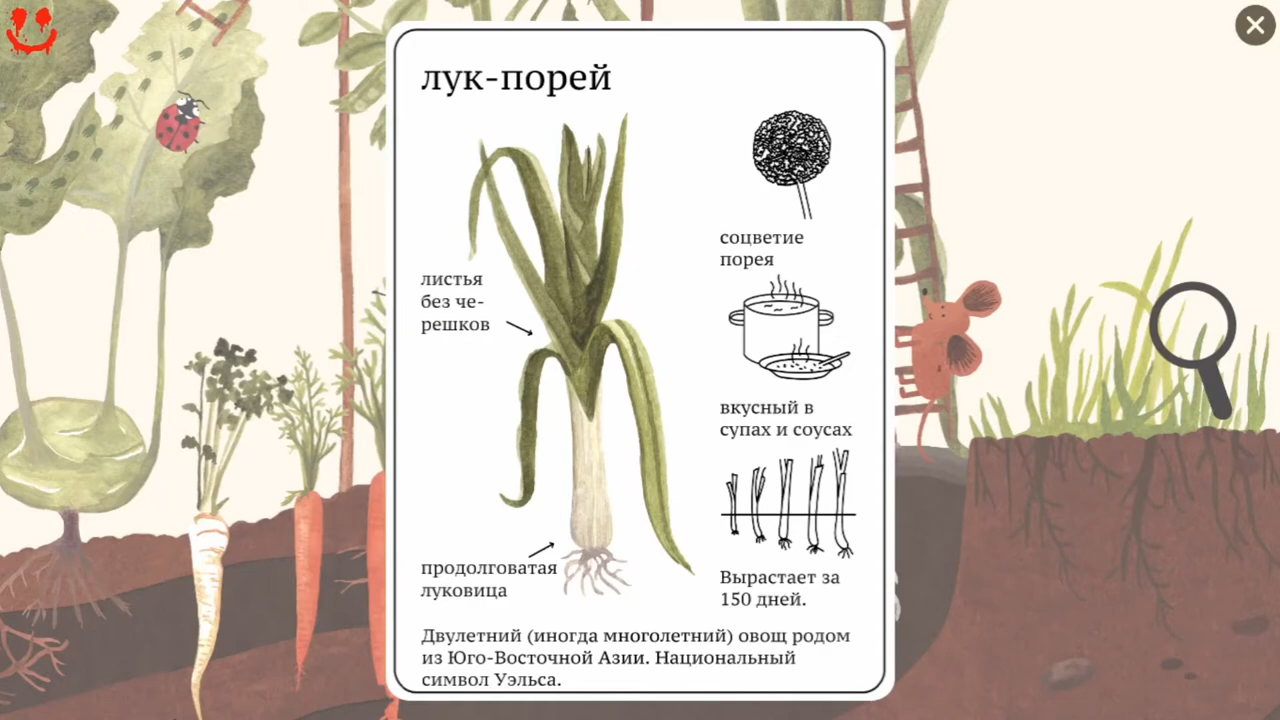 лук-порей
соцветие
порея
листья
без че-
решков
вкусный в
супах и соусах
продолговатая
луковица
Вырастает за
150 дней.
Двулетний (иногда многолетний) овощ родом
из Юго-Восточной Азии. Национальный
символ Уэльса.